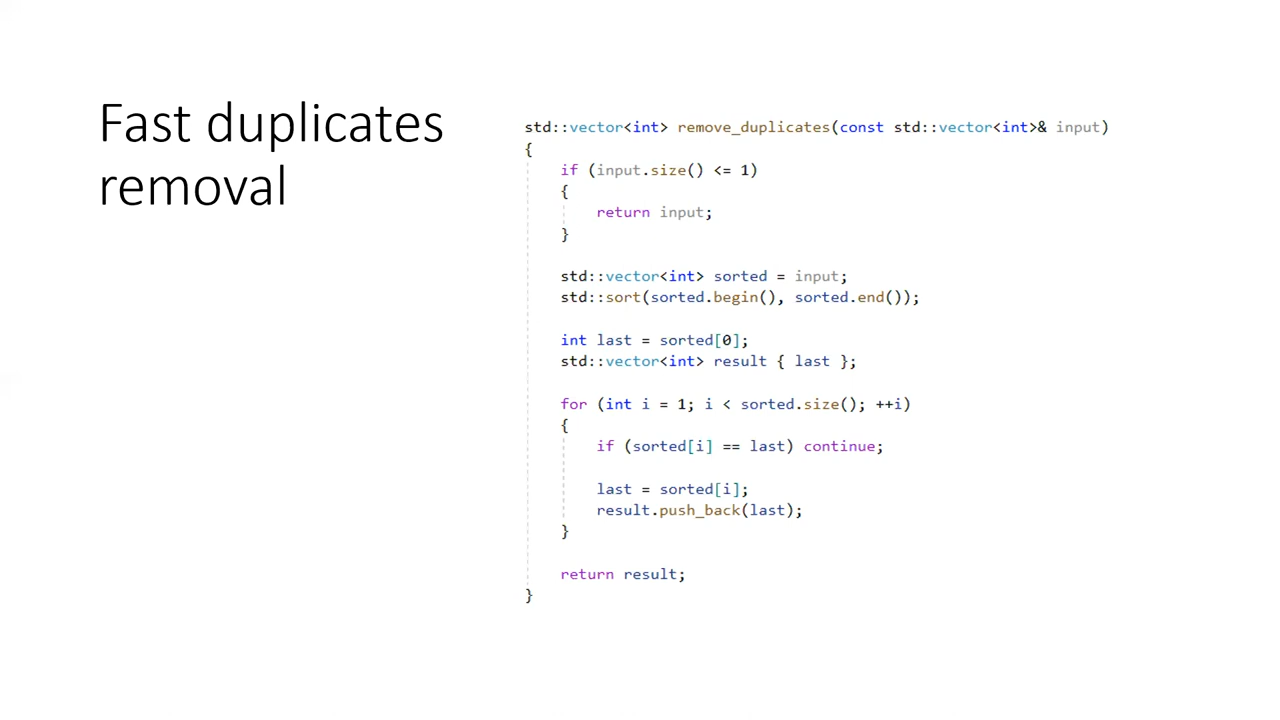 Fast duplicates
removal
std::vector<int> remove_duplicates(const std::vector<int>& input)
{
    if (input.size() <= 1)
    {
        return input;
    }
    std::vector<int> sorted = input;
    std::sort(sorted.begin(), sorted.end());
    int last = sorted[0];
    std::vector<int> result { last };
    for (int i = 1; i < sorted.size(); ++i)
    {
        if (sorted[i] == last) continue;
        last = sorted[i];
        result.push_back(last);
    }
    return result;
}